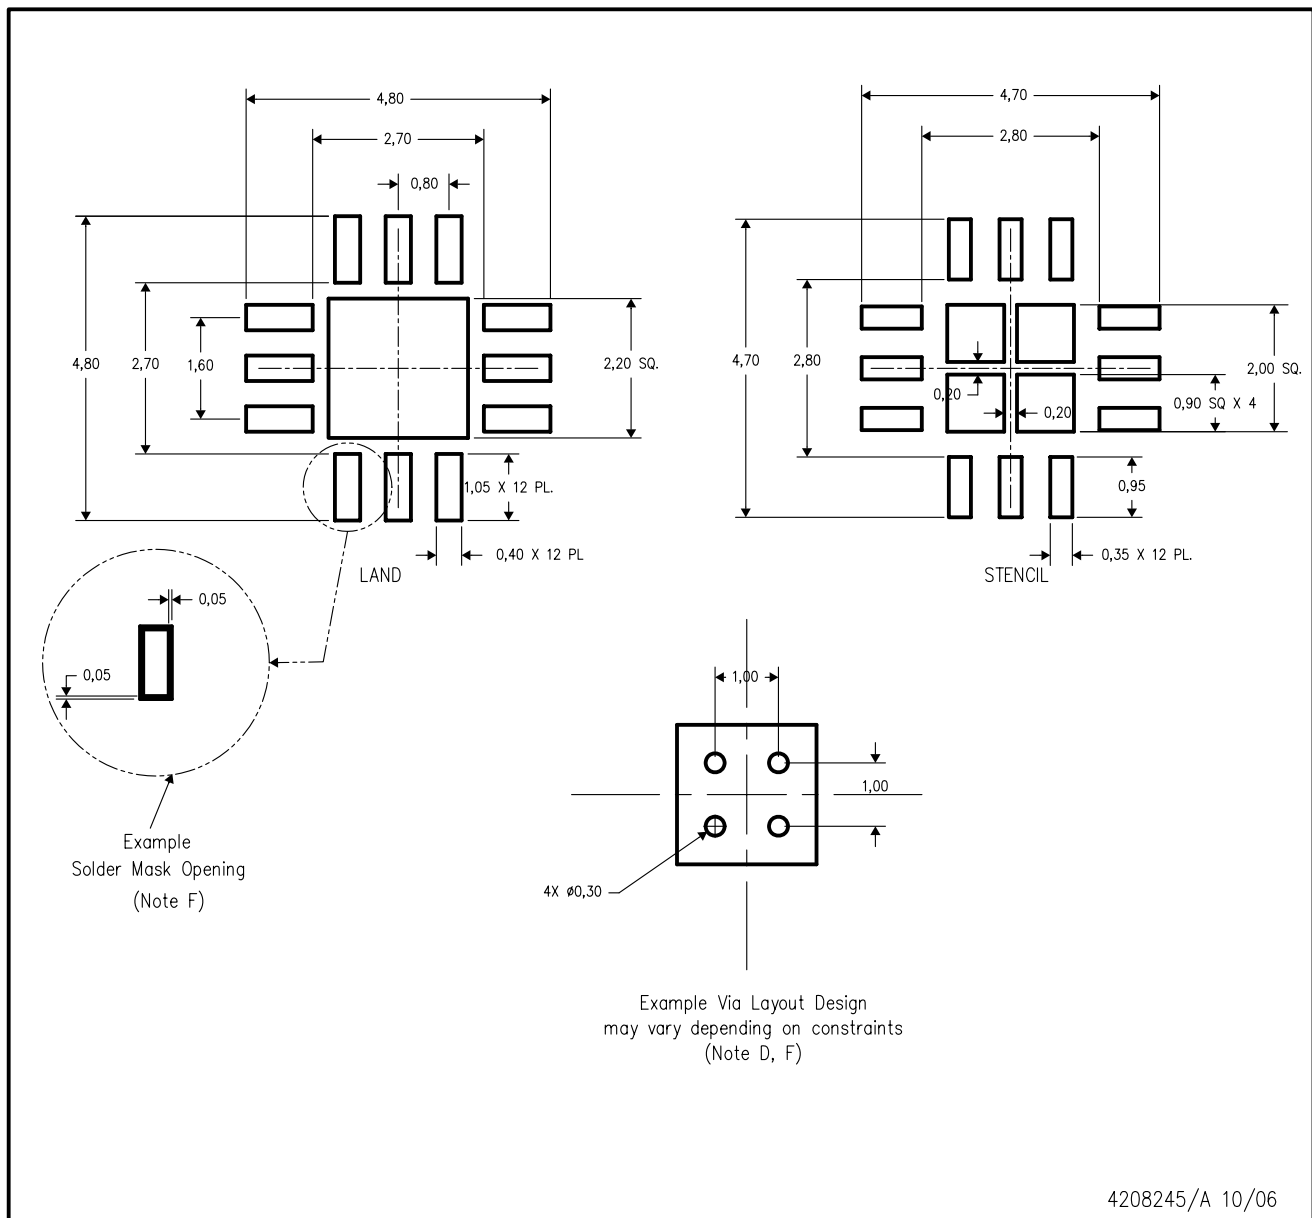 4,80
2,70
0,80
4,80
2,70
1,60
2,20 SQ.
1,05 X 12 PL.
0,40 X 12 PL
LAND
4,70
2,80
4,70
2,80
0,20
0,20
2,00 SQ.
0,90 SQ X 4
0,95
0,35 X 12 PL.
STENCIL
0,05
0,05
Example
Solder Mask Opening
(Note F)
1,00
1,00
4X ø0,30
Example Via Layout Design
may vary depending on constraints
(Note D, F)
4208245/A 10/06